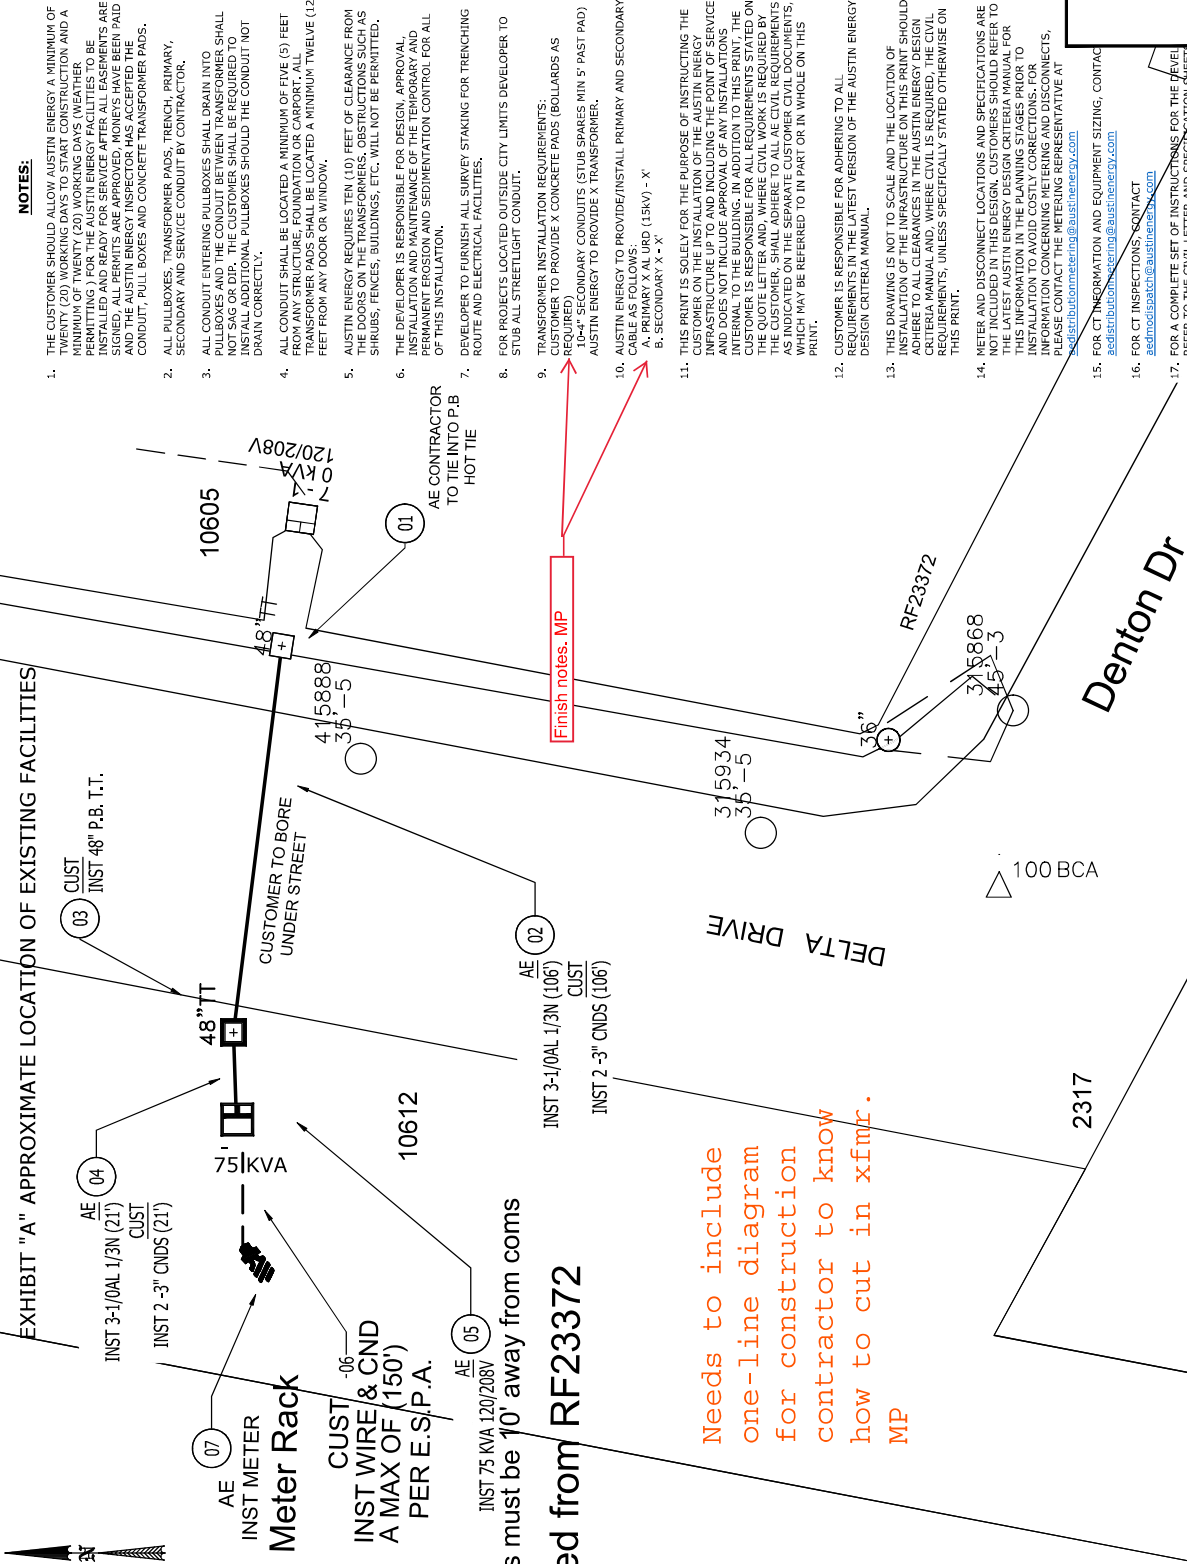 EXHIBIT "A" APPROXIMATE LOCATION OF EXISTING FACILITIES
NOTES:
1. THE CUSTOMER SHOULD ALLOW AUSTIN ENERGY A MINIMUM OF
TWENTY (20) WORKING DAYS TO START CONSTRUCTION AND A
MINIMUM OF TWENTY (20) WORKING DAYS (WEATHER
PERMITTING ) FOR THE AUSTIN ENERGY FACILITIES TO BE
INSTALLED AND READY FOR SERVICE AFTER ALL EASEMENTS ARE
SIGNED, ALL PERMITS ARE APPROVED, MONEYS HAVE BEEN PAID
AND THE AUSTIN ENERGY INSPECTOR HAS ACCEPTED THE
CONDUIT, PULL BOXES AND CONCRETE TRANSFORMER PADS.
2. ALL PULLBOXES, TRANSFORMER PADS, TRENCH, PRIMARY,
SECONDARY AND SERVICE CONDUIT BY CONTRACTOR.
3. ALL CONDUIT ENTERING PULLBOXES SHALL DRAIN INTO
PULLBOXES AND THE CONDUIT BETWEEN TRANSFORMER SHALL
NOT SAG OR DIP. THE CUSTOMER SHALL BE REQUIRED TO
INSTALL ADDITIONAL PULLBOXES SHOULD THE CONDUIT NOT
DRAIN CORRECTLY.
4. ALL CONDUIT SHALL BE LOCATED A MINIMUM OF FIVE (5) FEET
FROM ANY STRUCTURE, FOUNDATION OR CARPORT. ALL
TRANSFORMER PADS SHALL BE LOCATED A MINIMUM TWELVE (12
FEET FROM ANY DOOR OR WINDOW.
5. AUSTIN ENERGY REQUIRES TEN (10) FEET OF CLEARANCE FROM
THE DOORS ON THE TRANSFORMERS. OBSTRUCTIONS SUCH AS
SHRUBS, FENCES, BUILDINGS, ETC. WILL NOT BE PERMITTED.
6. THE DEVELOPER IS RESPONSIBLE FOR DESIGN, APPROVAL,
INSTALLATION AND MAINTENANCE OF THE TEMPORARY AND
PERMANENT EROSION AND SEDIMENTATION CONTROL FOR ALL
OF THIS INSTALLATION.
7. DEVELOPER TO FURNISH ALL SURVEY STAKING FOR TRENCHING
ROUTE AND ELECTRICAL FACILITIES.
8. FOR PROJECTS LOCATED OUTSIDE CITY LIMITS DEVELOPER TO
STUB ALL STREETLIGHT CONDUIT.
9. TRANSFORMER INSTALLATION REQUIREMENTS:
CUSTOMER TO PROVIDE X CONCRETE PADS (BOLLARDS AS
REQUIRED)
10-4" SECONDARY CONDUITS (STUB SPARES MIN 5' PAST PAD)
AUSTIN ENERGY TO PROVIDE X TRANSFORMER.
10. AUSTIN ENERGY TO PROVIDE/INSTALL PRIMARY AND SECONDARY
CABLE AS FOLLOWS:
A. PRIMARY X AL URD (15kV) - X'
B. SECONDARY X - X'
11. THIS PRINT IS SOLELY FOR THE PURPOSE OF INSTRUCTING THE
CUSTOMER ON THE INSTALLATION OF THE AUSTIN ENERGY
INFRASTRUCTURE UP TO AND INCLUDING THE POINT OF SERVICE
AND DOES NOT INCLUDE APPROVAL OF ANY INSTALLATIONS
INTERNAL TO THE BUILDING. IN ADDITION TO THIS PRINT, THE
CUSTOMER IS RESPONSIBLE FOR ALL REQUIREMENTS STATED ON
THE QUOTE LETTER AND, WHERE CIVIL WORK IS REQUIRED BY
THE CUSTOMER, SHALL ADHERE TO AE CIVIL REQUIREMENTS
AS INDICATED ON THE SEPARATE CUSTOMER CIVIL DOCUMENTS,
WHICH MAY BE REFERRED TO IN PART OR IN WHOLE ON THIS
PRINT.
12. CUSTOMER IS RESPONSIBLE FOR ADHERING TO ALL
REQUIREMENTS IN THE LATEST VERSION OF THE AUSTIN ENERGY
DESIGN CRITERIA MANUAL.
13. THIS DRAWING IS NOT TO SCALE AND THE LOCATION OF
INSTALLATION OF THE INFRASTRUCTURE ON THIS PRINT SHOULD
ADHERE TO ALL CLEARANCES IN THE AUSTIN ENERGY DESIGN
CRITERIA MANUAL AND, WHERE CIVIL IS REQUIRED, THE CIVIL
REQUIREMENTS, UNLESS SPECIFICALLY STATED OTHERWISE ON
THIS PRINT.
14. METER AND DISCONNECT LOCATIONS AND SPECIFICATIONS ARE
NOT INCLUDED IN THIS DESIGN. CUSTOMERS SHOULD REFER TO
THE LATEST AUSTIN ENERGY DESIGN CRITERIA MANUAL FOR
THIS INFORMATION IN THE PLANNING STAGES PRIOR TO
INSTALLATION TO AVOID COSTLY CORRECTIONS. FOR
INFORMATION CONCERNING METERING AND DISCONNECTS,
PLEASE CONTACT THE METERING REPRESENTATIVE AT
aedistributionmetering@austinenergy.com
15. FOR CT INFORMATION AND EQUIPMENT SIZING, CONTAC
aedistributionmetering@austinenergy.com
16. FOR CT INSPECTIONS, CONTACT
aedmodispatch@austinenergy.com
17. FOR A COMPLETE SET OF INSTRUCTIONS FOR THE DEVEL
REFER TO THE CIVIL LETTER AND SPECIFICATION SHEETS
120/208V
0 kVA
10605
01
AE CONTRACTOR
TO TIE INTO P.B
HOT TIE
48"TT
415888
35'-5
Finish notes. MP
RF23372
315868
45'-3
36"
Denton Dr
315934
35'-5
100 BCA
DELTA DRIVE
03
CUST
INST 48" P.B. T.T.
CUSTOMER TO BORE
UNDER STREET
02
AE
INST 3-1/0AL 1/3N (106')
CUST
INST 2 -3" CNDS (106')
48"TT
04
AE
INST 3-1/0AL 1/3N (21')
CUST
INST 2 -3" CNDS (21')
75 KVA
10612
2317
07
AE
INST METER
Meter Rack
-06
CUST
INST WIRE & CND
A MAX OF (150')
PER E.S.P.A.
05
AE
INST 75 KVA 120/208V
s must be 10' away from coms
ed from RF23372
Needs to include
one-line diagram
for construction
contractor to know
how to cut in xfmr.
MP